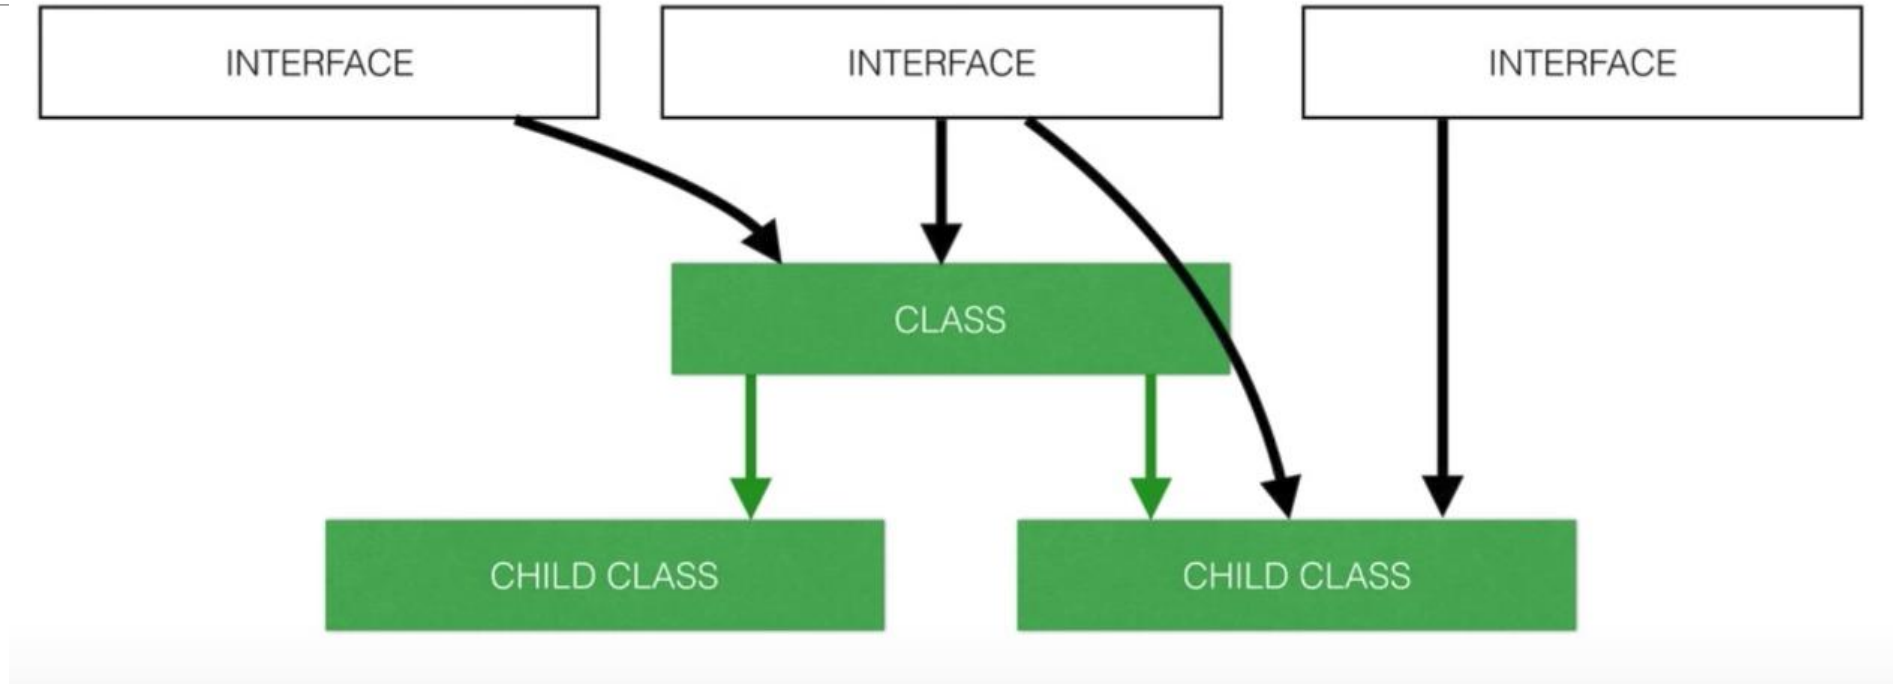 INTERFACE
INTERFACE
INTERFACE
CLASS
CHILD CLASS
CHILD CLASS